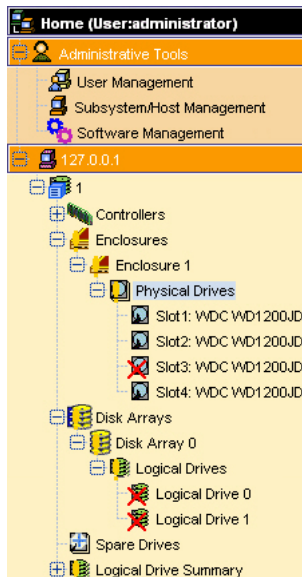 Home (User:administrator)
Administrative Tools
User Management
Subsystem/Host Management
Software Management
127.0.0.1
1
Controllers
Enclosures
Enclosure 1
Physical Drives
Slot1: WDC WD1200JD
Slot2: WDC WD1200JD
Slot3: WDC WD1200JD
Slot4: WDC WD1200JD
Disk Arrays
Disk Array 0
Logical Drives
Logical Drive 0
Logical Drive 1
Spare Drives
Logical Drive Summary